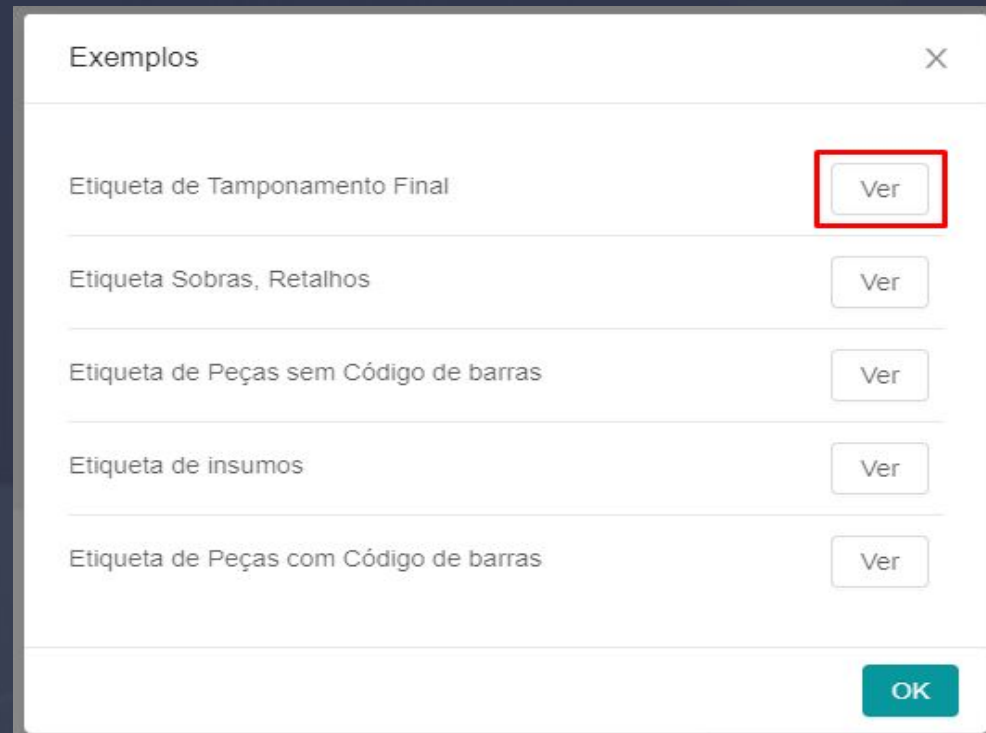 Exemplos
Etiqueta de Tamponamento Final Ver
Etiqueta Sobras, Retalhos Ver
Etiqueta de Peças sem Código de barras Ver
Etiqueta de insumos Ver
Etiqueta de Peças com Código de barras Ver
OK